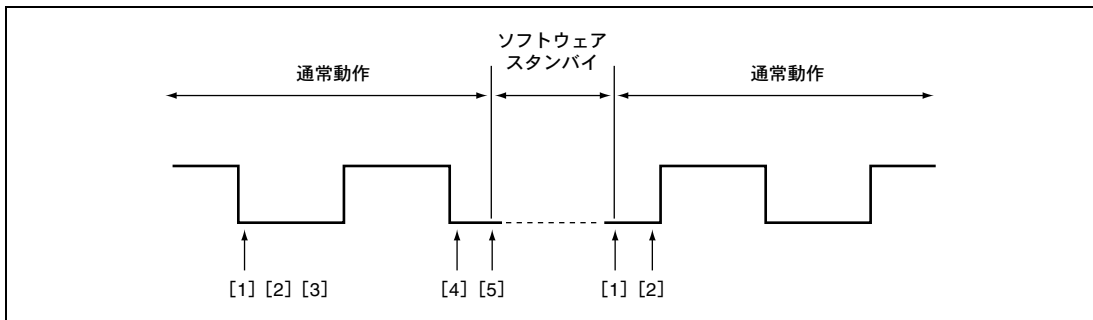 ソフトウェア
スタンバイ
通常動作
通常動作
[1] [2] [3]
[4] [5]
[1]
[2]